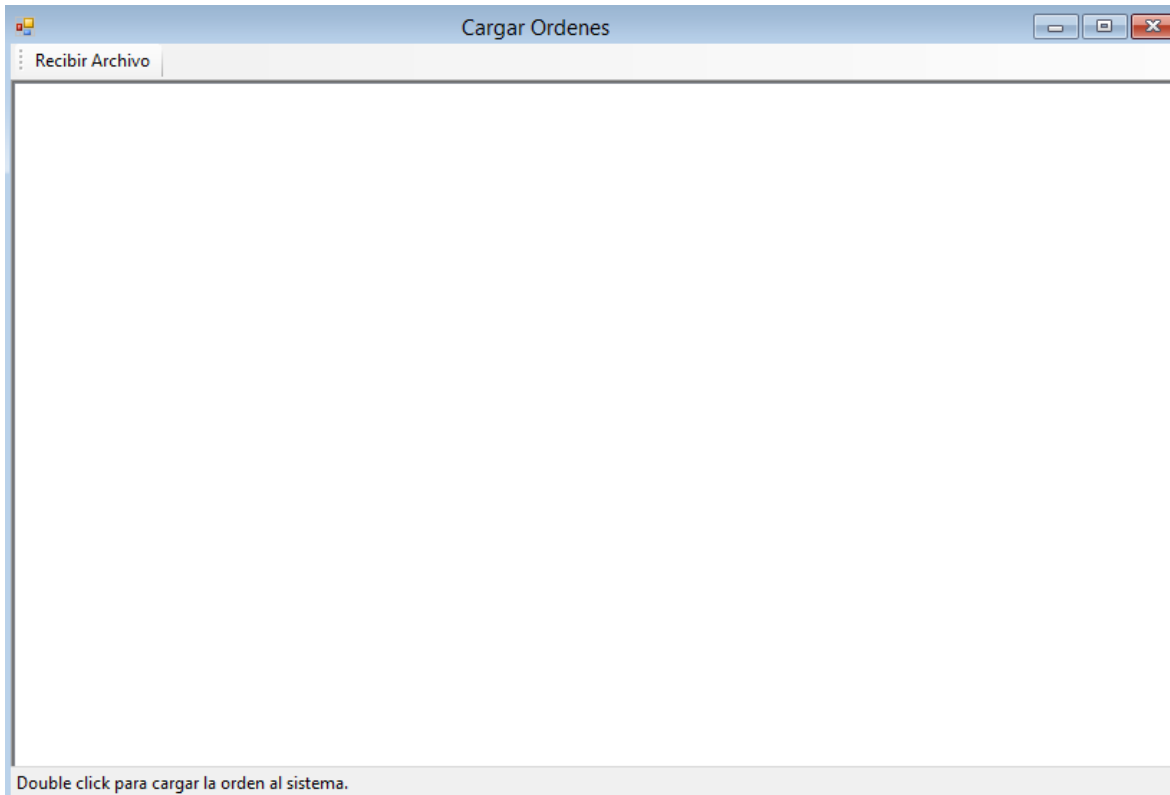 Cargar Ordenes
Recibir Archivo
Double click para cargar la orden al sistema.